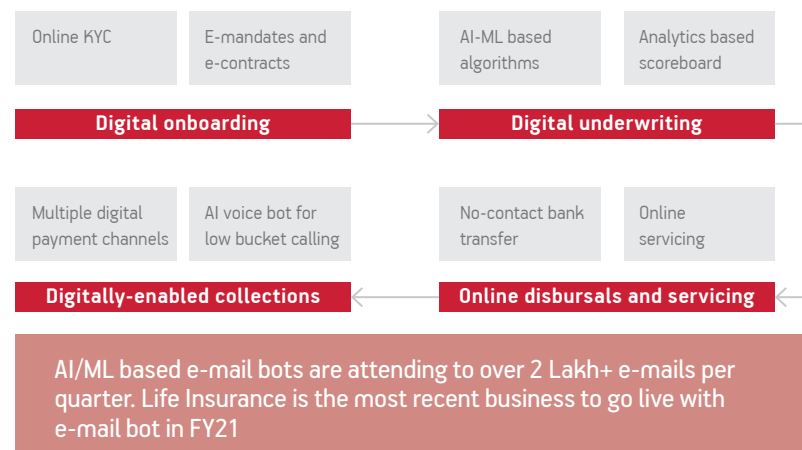 Online KYC
E-mandates and
e-contracts
AI-ML based
algorithms
Analytics based
scoreboard
Digital onboarding
Digital underwriting
Multiple digital
payment channels
AI voice bot for
low bucket calling
No-contact bank
transfer
Online
servicing
Digitally-enabled collections
Online disbursals and servicing
AI/ML based e-mail bots are attending to over 2 Lakh+ e-mails per
quarter. Life Insurance is the most recent business to go live with
e-mail bot in FY21